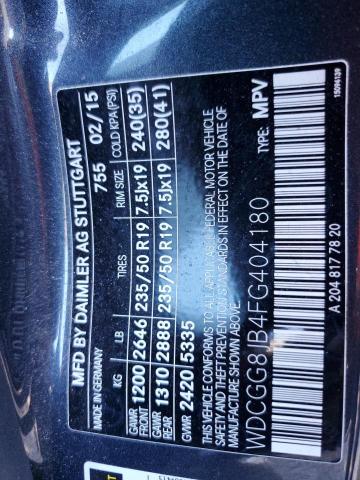 MFD BY DAIMLER AG STUTTGART
MADE IN GERMANY 755 02/15
KG LB TIRES RIM SIZE COLD KPA(PSI)
GAWR FRONT 1200 2646 235/50 R19 7.5Jx19 240(35)
GAWR REAR 1310 2888 235/50 R19 7.5Jx19 280(41)
GVWR 2420 5335
THIS VEHICLE CONFORMS TO ALL APPLICABLE FEDERAL MOTOR VEHICLE
SAFETY AND THEFT PREVENTION STANDARDS IN EFFECT ON THE DATE OF
MANUFACTURE SHOWN ABOVE.
WDCGG8JB4FG404180 TYPE: MPV
A 204 817 78 20
15094131